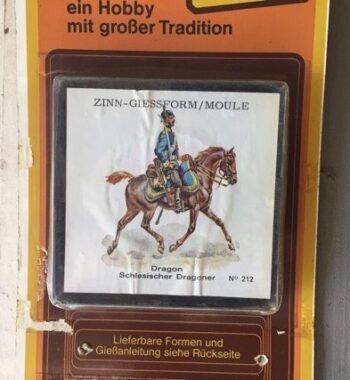 ein Hobby
mit großer Tradition
ZINN-GIESSFORM/MOULE
Dragon
Schlesischer Dragoner Nº 212
Lieferbare Formen und
Gießanleitung siehe Rückseite